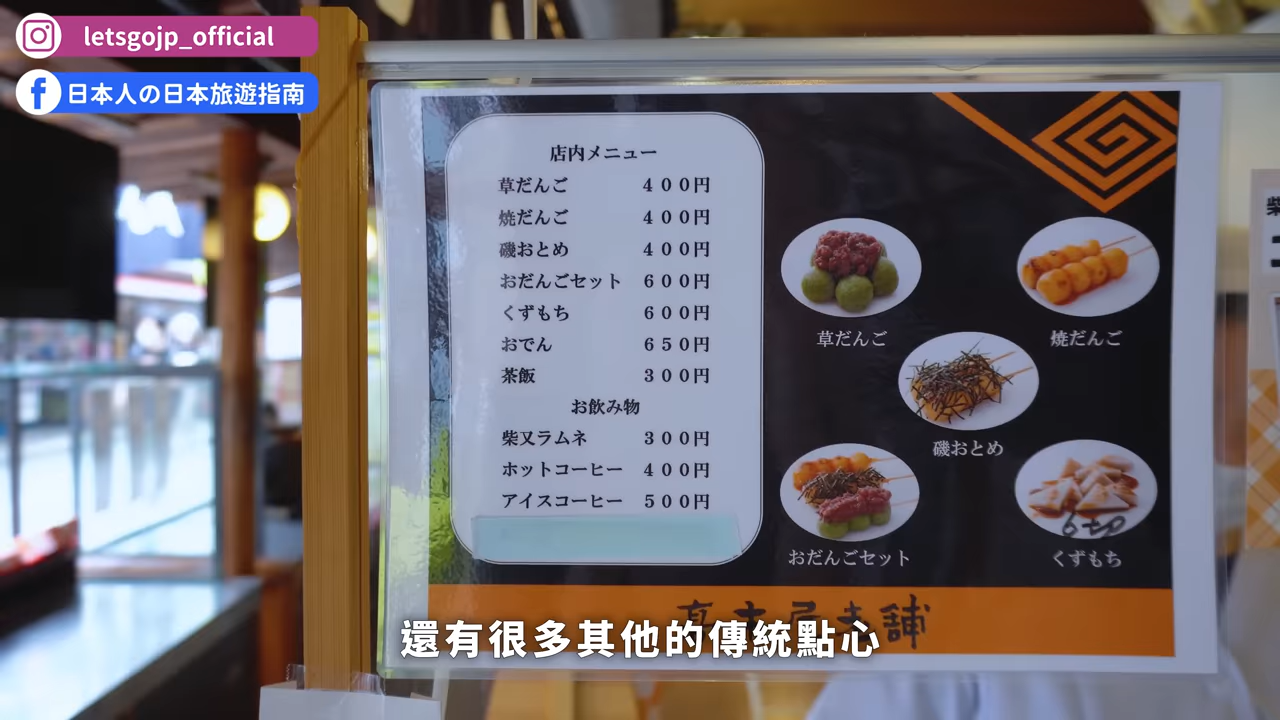 letsgojp_official
日本人の日本旅遊指南
店内メニュー
草だんご ４００円
焼だんご ４００円
磯おとめ ４００円
おだんごセット ６００円
くずもち ６００円
おでん ６５０円
茶飯 ３００円
お飲み物
柴又ラムネ ３００円
ホットコーヒー ４００円
アイスコーヒー ５００円
草だんご
焼だんご
磯おとめ
おだんごセット
くずもち
還有很多其他的傳統點心